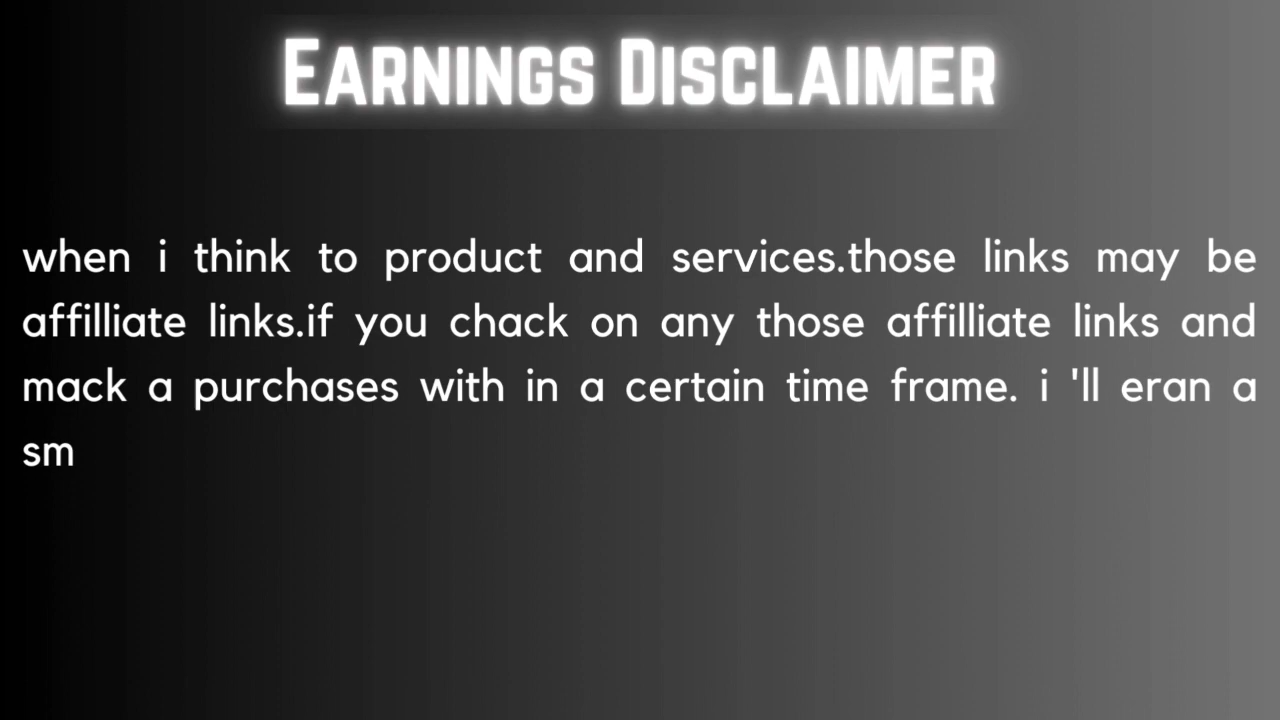 Earnings Disclaimer
when i think to product and services.those links may be
affilliate links.if you chack on any those affilliate links and
mack a purchases with in a certain time frame. i 'll eran a
sm